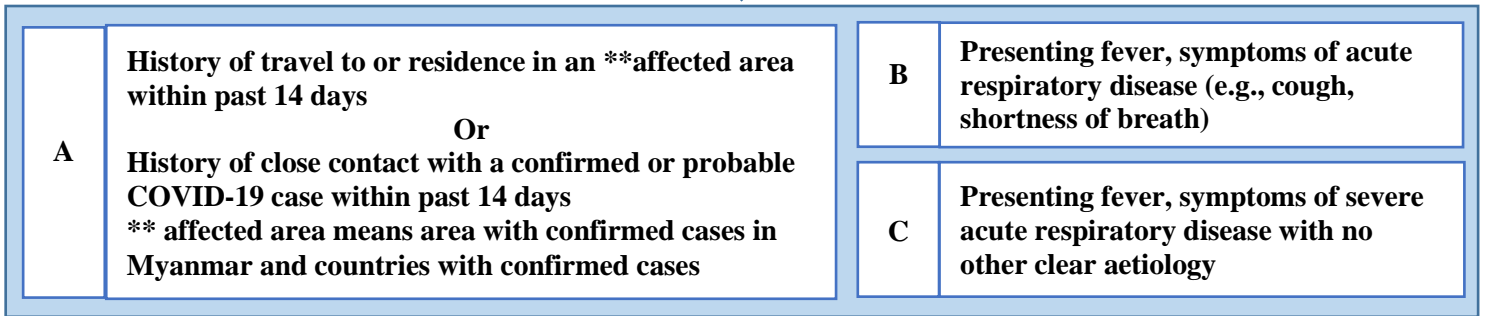 A
History of travel to or residence in an **affected area
within past 14 days
Or
History of close contact with a confirmed or probable
COVID-19 case within past 14 days
** affected area means area with confirmed cases in
Myanmar and countries with confirmed cases
B
Presenting fever, symptoms of acute
respiratory disease (e.g., cough,
shortness of breath)
C
Presenting fever, symptoms of severe
acute respiratory disease with no
other clear aetiology